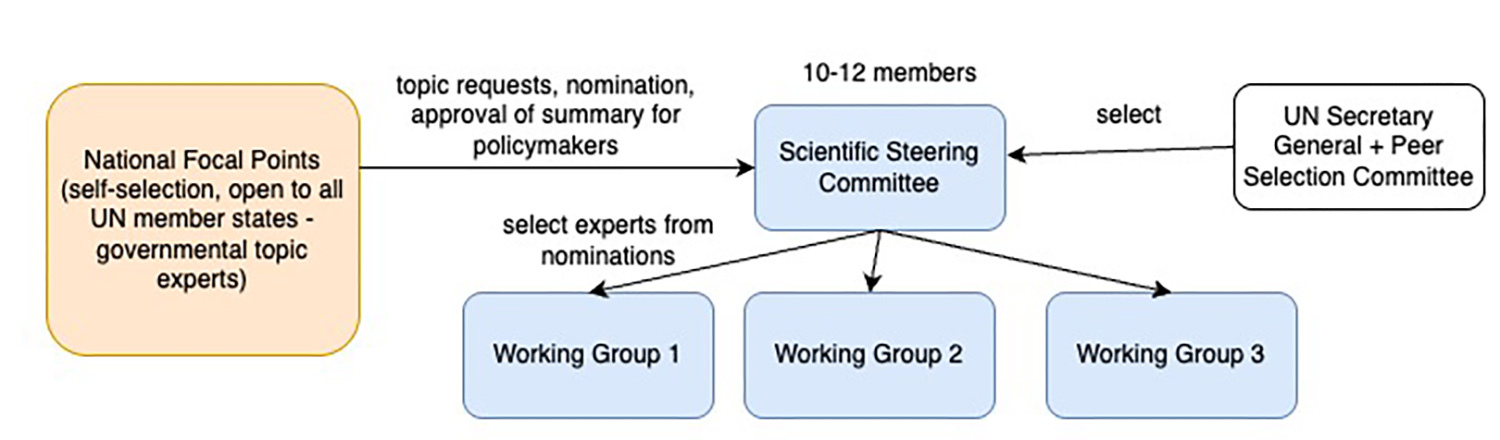 National Focal Points
(self-selection, open to all
UN member states -
governmental topic
experts)
topic requests, nomination,
approval of summary for
policymakers
10-12 members
Scientific Steering
Committee
select
UN Secretary
General + Peer
Selection Committee
select experts from
nominations
Working Group 1
Working Group 2
Working Group 3